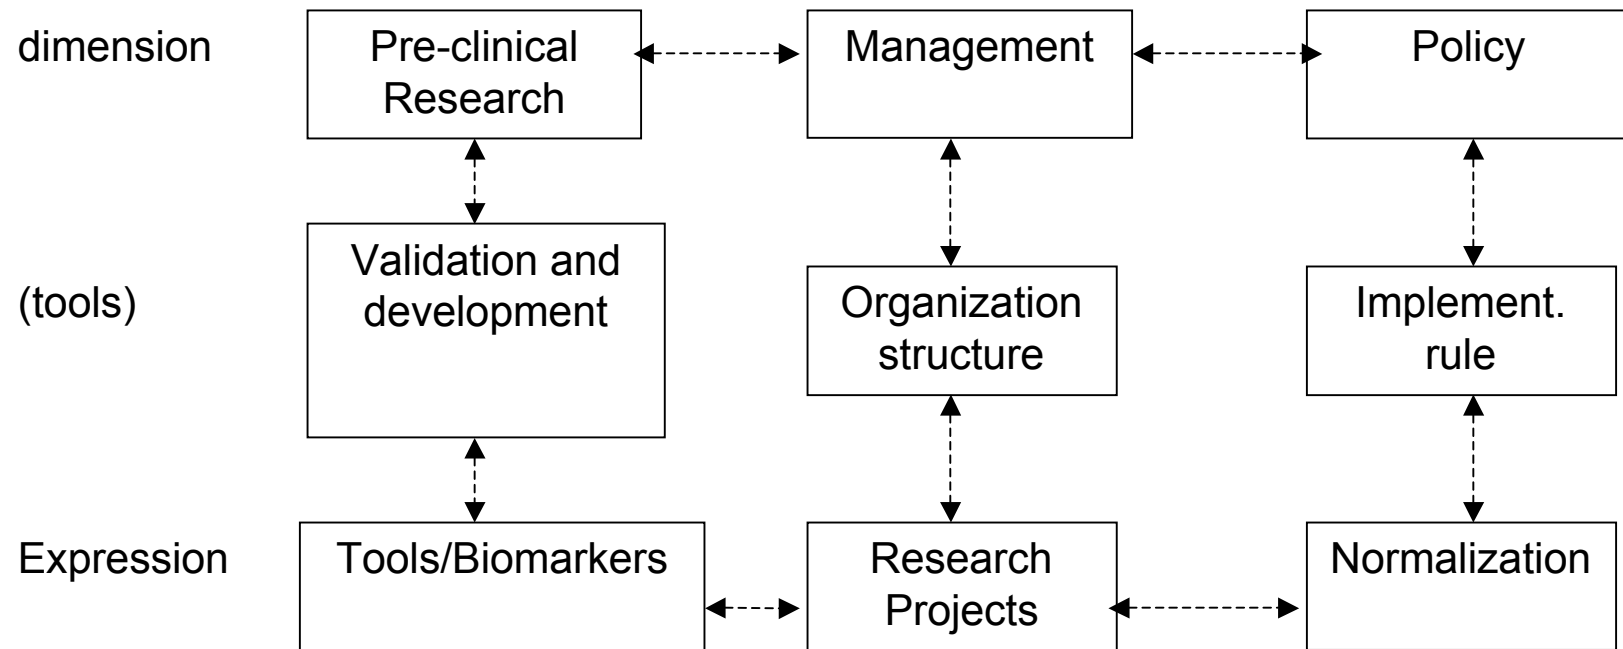 dimension
Pre-clinical
Research
Management
Policy
(tools)
Validation and
development
Organization
structure
Implement.
rule
Expression
Tools/Biomarkers
Research
Projects
Normalization